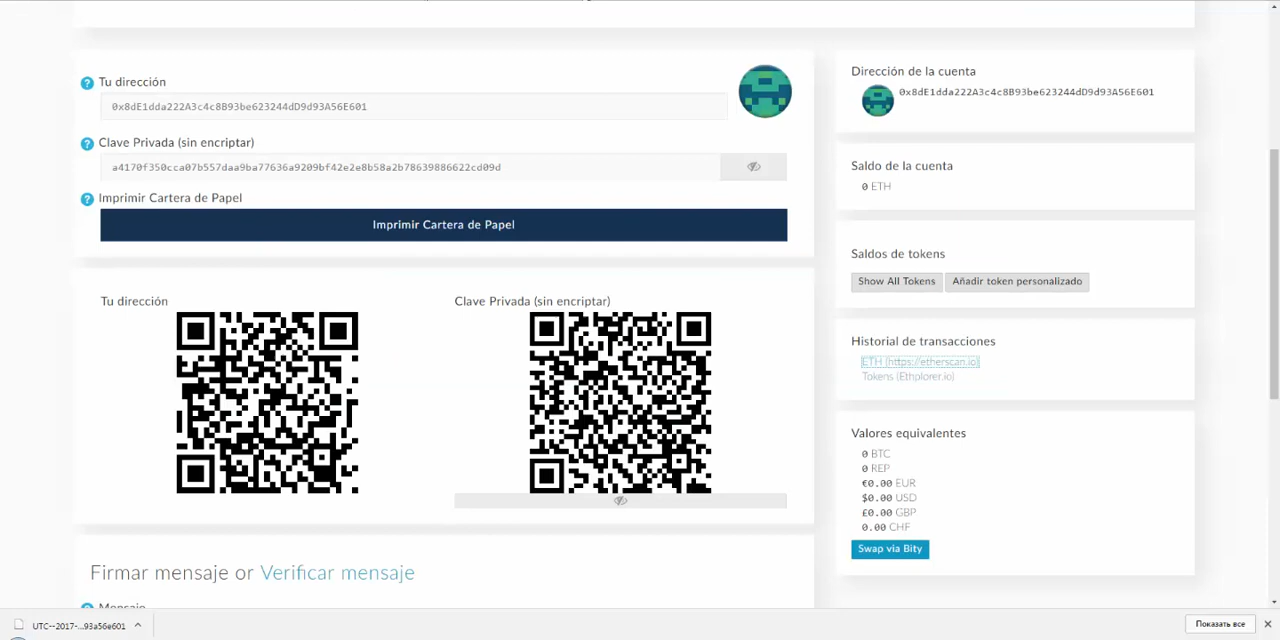 Tu dirección
0x8dE1dda222A3c4c8B93be623244dD9d93A56E601
Clave Privada (sin encriptar)
a4170f350cca07b557daa9ba77636a9209bf42e2e8b58a2b78639886622cd09d
Imprimir Cartera de Papel
Imprimir Cartera de Papel
Tu dirección
Clave Privada (sin encriptar)
Firmar mensaje or Verificar mensaje
Mensaje
Dirección de la cuenta
0x8dE1dda222A3c4c8B93be623244dD9d93A56E601
Saldo de la cuenta
0 ETH
Saldos de tokens
Show All Tokens Añadir token personalizado
Historial de transacciones
ETH (https://etherscan.io)
Tokens (Ethplorer.io)
Valores equivalentes
0 BTC
0 REP
€0.00 EUR
$0.00 USD
£0.00 GBP
0.00 CHF
Swap via Bity
UTC--2017-...93a56e601
Показать все